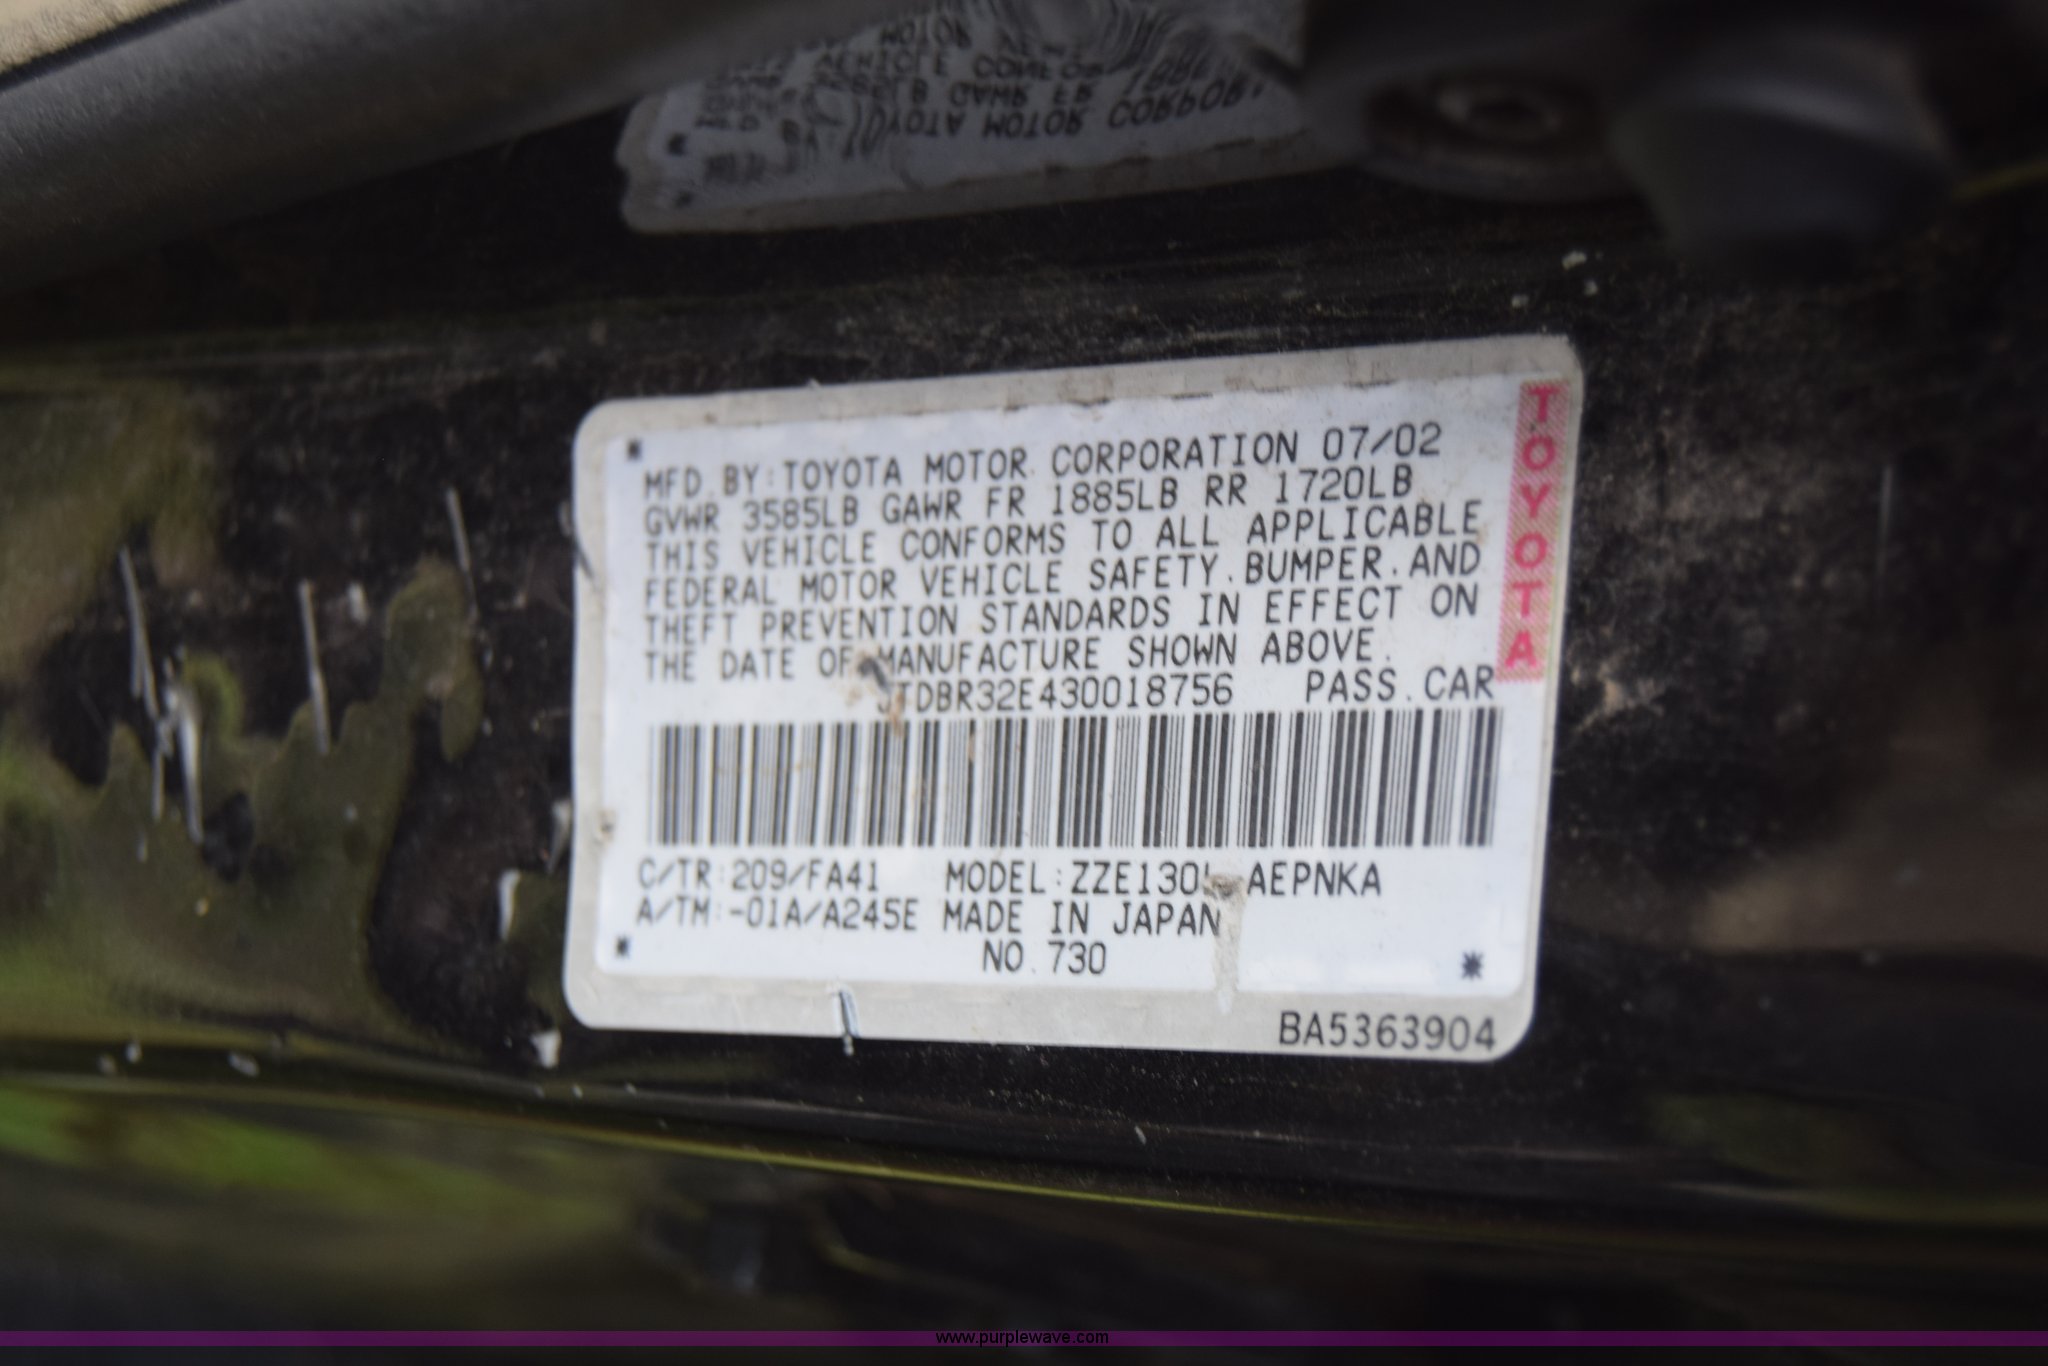 MFD. BY: TOYOTA MOTOR CORPORATION 07/02
GVWR 3585LB GAWR FR 1885LB RR 1720LB
THIS VEHICLE CONFORMS TO ALL APPLICABLE
FEDERAL MOTOR VEHICLE SAFETY. BUMPER. AND
THEFT PREVENTION STANDARDS IN EFFECT ON
THE DATE OF MANUFACTURE SHOWN ABOVE.
JTDBR32E430018756 PASS. CAR
C/TR: 209/FA41 MODEL: ZZE130L-AEPNKA
A/TM: -01A/A245E MADE IN JAPAN
NO. 730
BA5363904
TOYOTA
www.purplewave.com